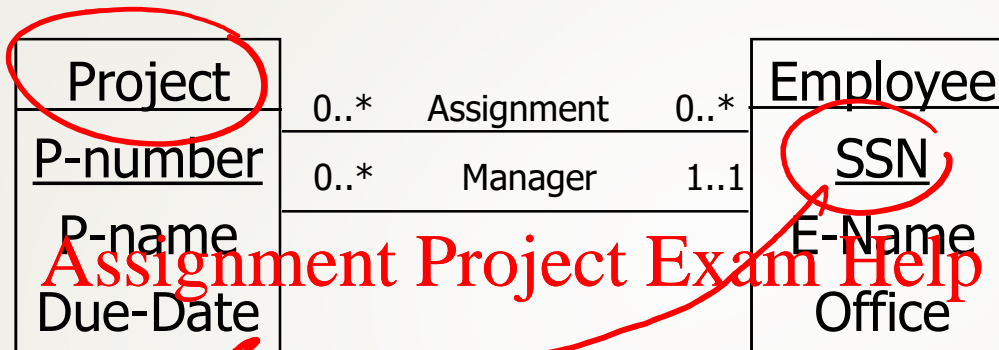 Project
P-number
P-name
Due-Date
0..* Assignment 0..*
0..* Manager 1..1
Employee
SSN
E-Name
Office
Assignment Project Exam Help